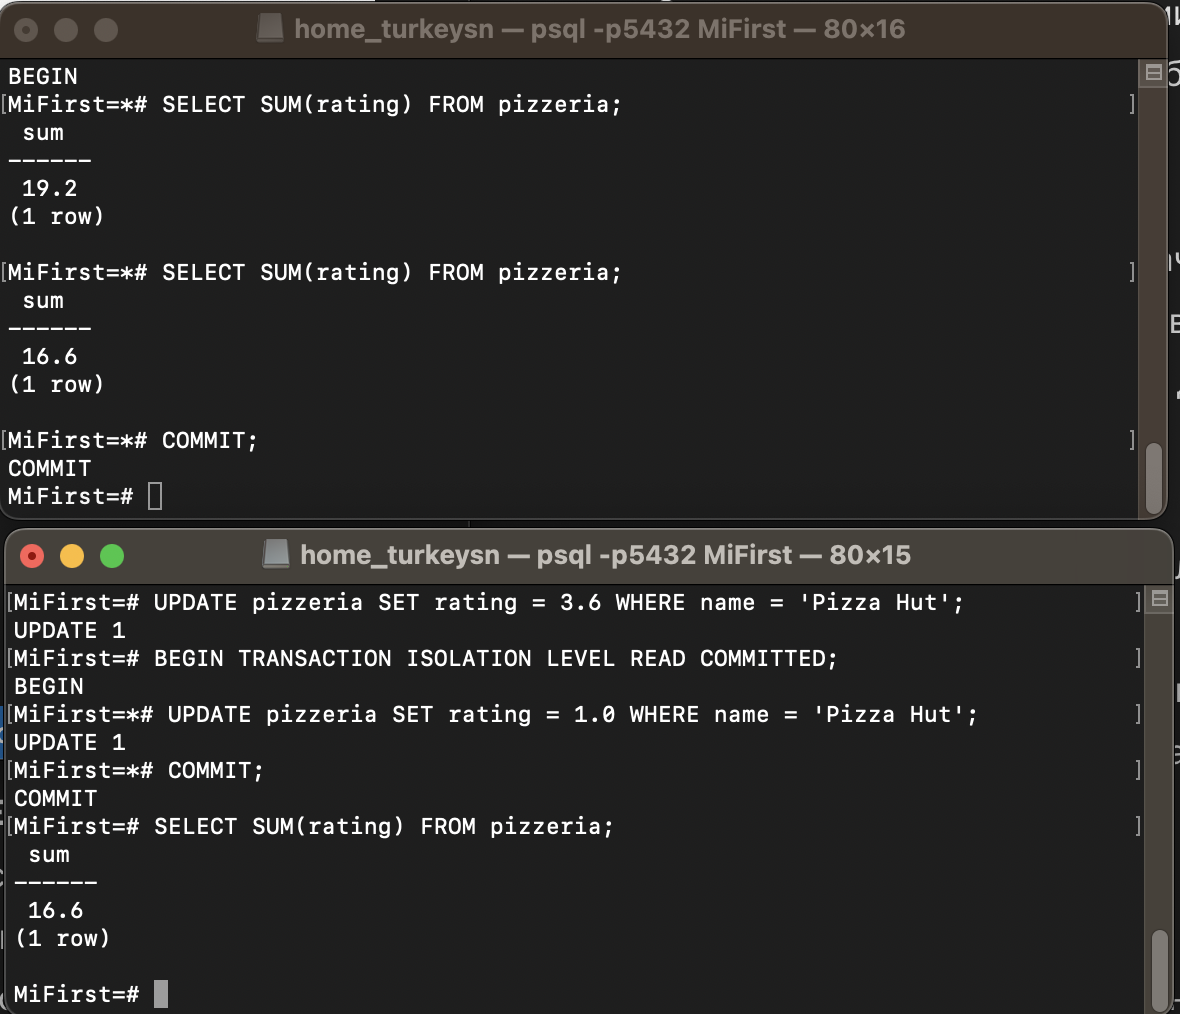 home_turkeysn — psql -p5432 MiFirst — 80×16
BEGIN
[MiFirst=*# SELECT SUM(rating) FROM pizzeria; ]
sum
------
19.2
(1 row)
[MiFirst=*# SELECT SUM(rating) FROM pizzeria; ]
sum
------
16.6
(1 row)
[MiFirst=*# COMMIT; ]
COMMIT
MiFirst=#
home_turkeysn — psql -p5432 MiFirst — 80×15
[MiFirst=# UPDATE pizzeria SET rating = 3.6 WHERE name = 'Pizza Hut'; ]
UPDATE 1
[MiFirst=# BEGIN TRANSACTION ISOLATION LEVEL READ COMMITTED; ]
BEGIN
[MiFirst=*# UPDATE pizzeria SET rating = 1.0 WHERE name = 'Pizza Hut'; ]
UPDATE 1
[MiFirst=*# COMMIT; ]
COMMIT
[MiFirst=# SELECT SUM(rating) FROM pizzeria; ]
sum
------
16.6
(1 row)
MiFirst=#